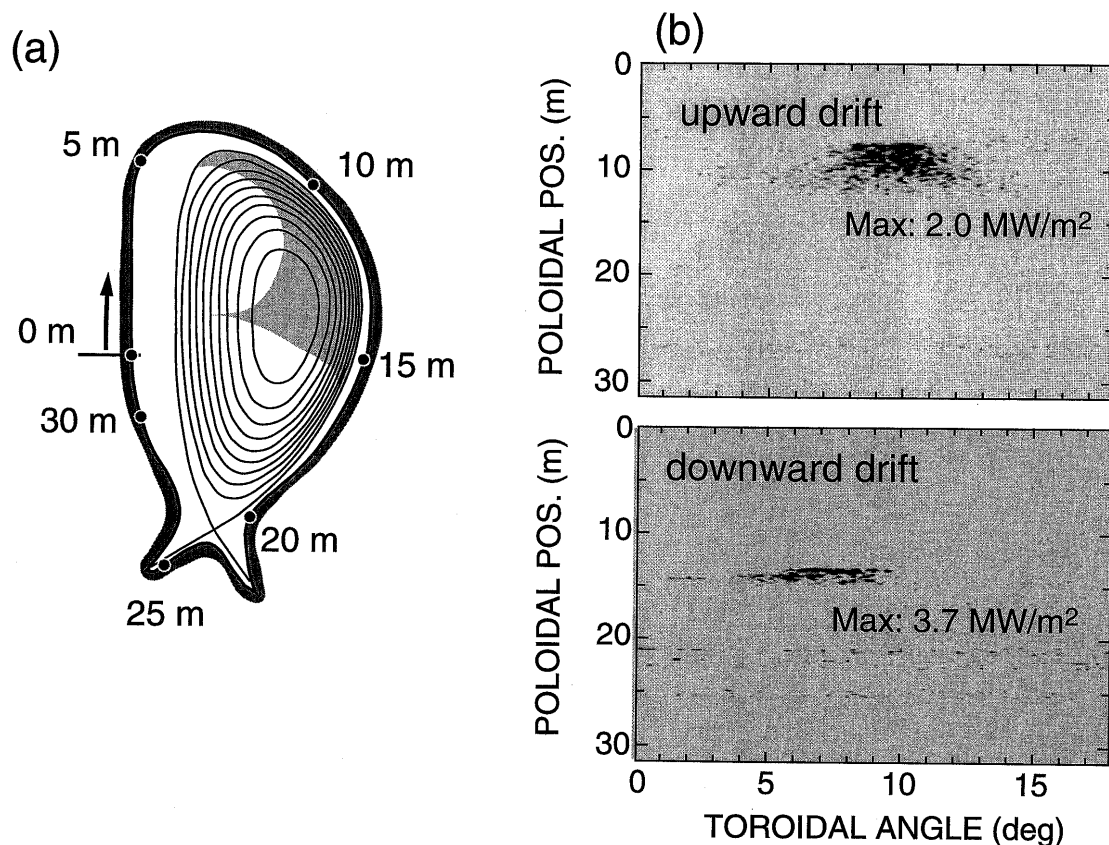 (a)
5 m
10 m
0 m
15 m
30 m
20 m
25 m
(b)
POLOIDAL POS. (m)
0
10
20
30
upward drift
Max: 2.0 MW/m²
POLOIDAL POS. (m)
0
10
20
30
downward drift
Max: 3.7 MW/m²
0 5 10 15
TOROIDAL ANGLE (deg)